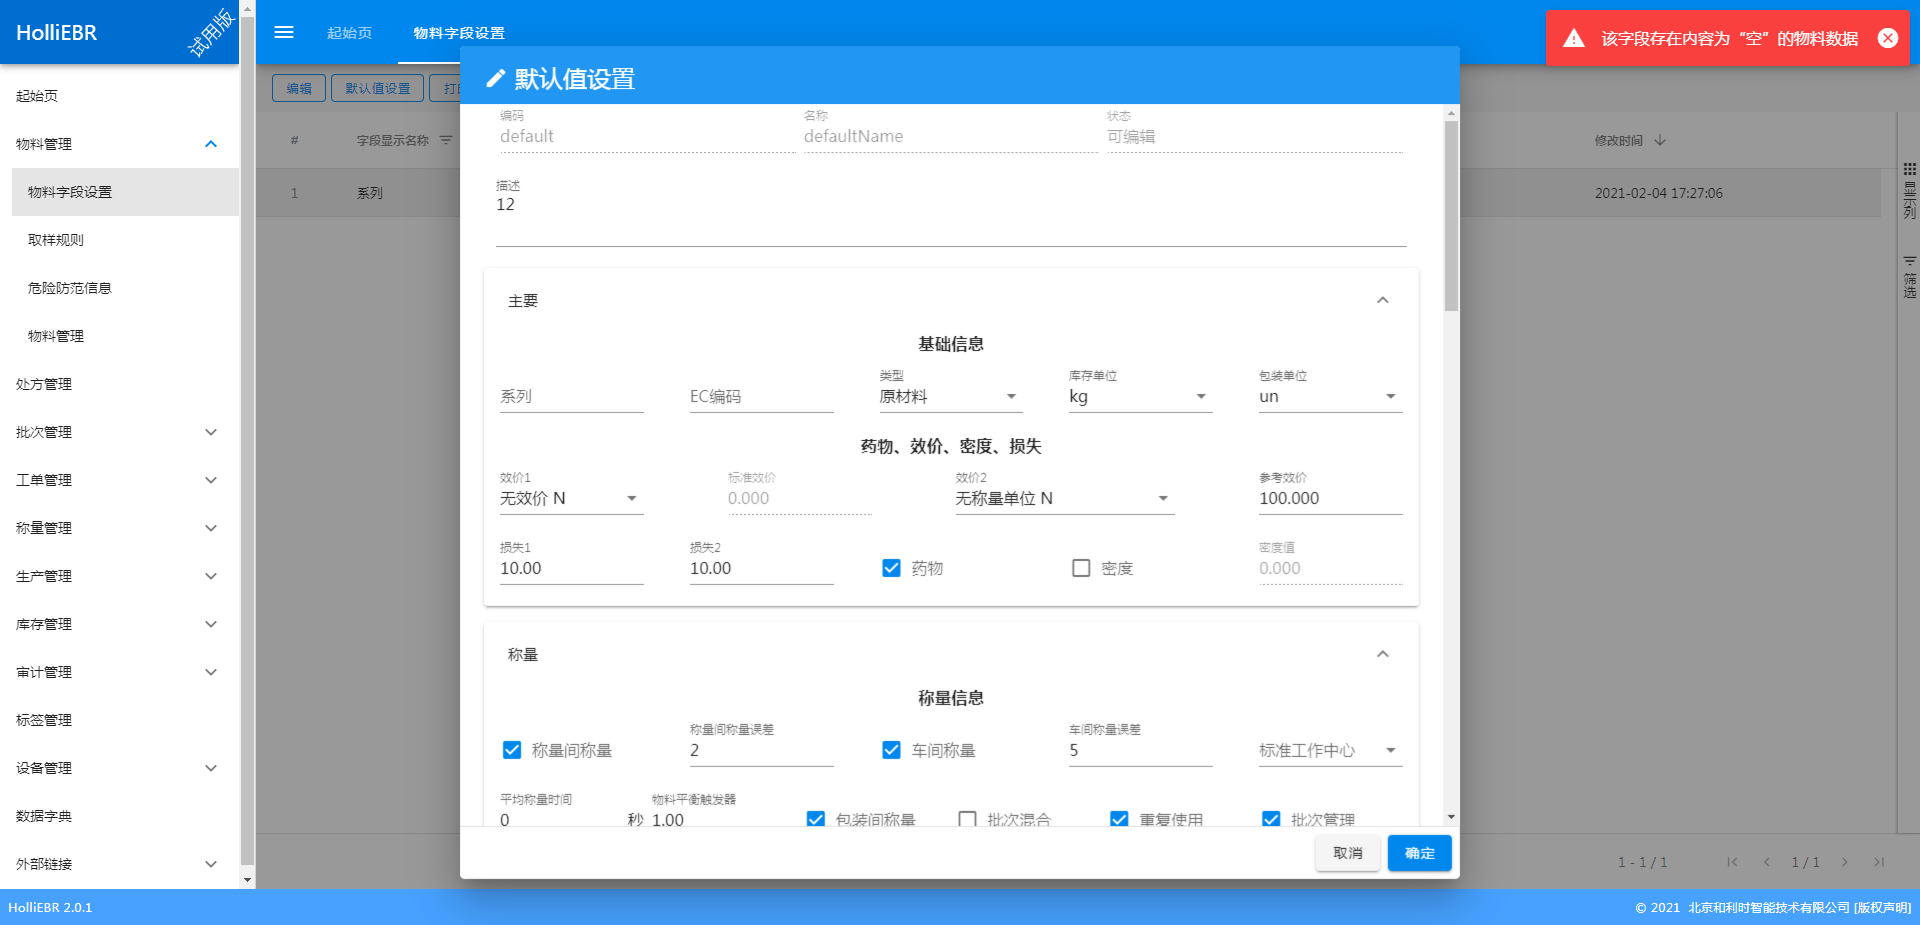 HolliEBR
试用版
起始页
物料字段设置
该字段存在内容为“空”的物料数据
起始页
物料管理
物料字段设置
取样规则
危险防范信息
物料管理
处方管理
批次管理
工单管理
称量管理
生产管理
库存管理
审计管理
标签管理
设备管理
数据字典
外部链接
编辑
默认值设置
#
字段显示名称
修改时间
1
系列
2021-02-04 17:27:06
显示列
筛选
默认值设置
编码
名称
状态
default
defaultName
可编辑
描述
12
主要
基础信息
系列
EC编码
类型
原材料
库存单位
kg
包装单位
un
药物、效价、密度、损失
效价1
无效价 N
标准效价
0.000
效价2
无称量单位 N
参考效价
100.000
损失1
10.00
损失2
10.00
药物
密度
密度值
0.000
称量
称量信息
称量间称量
称量间称量误差
2
车间称量
车间称量误差
5
标准工作中心
平均称量时间
0
秒
物料平衡触发器
1.00
包装间称量
批次混合
重复使用
批次管理
取消
确定
1 - 1 / 1
1 / 1
HolliEBR 2.0.1
© 2021 北京和利时智能技术有限公司 [版权声明]